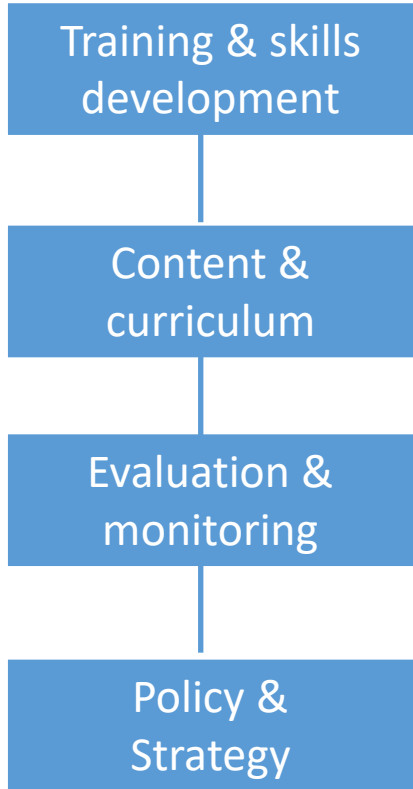 Training & skills
development
Content &
curriculum
Evaluation &
monitoring
Policy &
Strategy